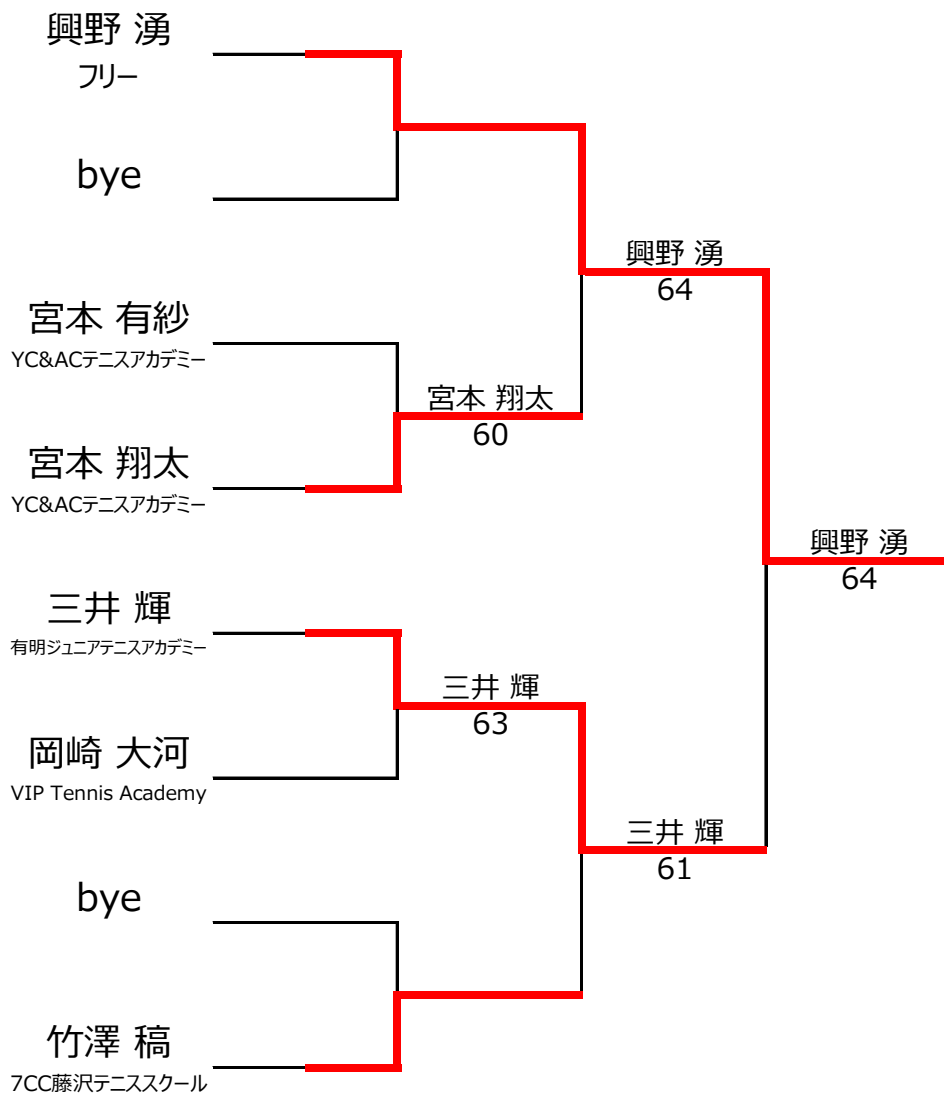 興野 湧
フリー
bye
宮本 有紗
YC&ACテニスアカデミー
宮本 翔太
YC&ACテニスアカデミー
三井 輝
有明ジュニアテニスアカデミー
岡崎 大河
VIP Tennis Academy
bye
竹澤 稿
7CC藤沢テニススクール
宮本 翔太
60
三井 輝
63
興野 湧
64
三井 輝
61
興野 湧
64